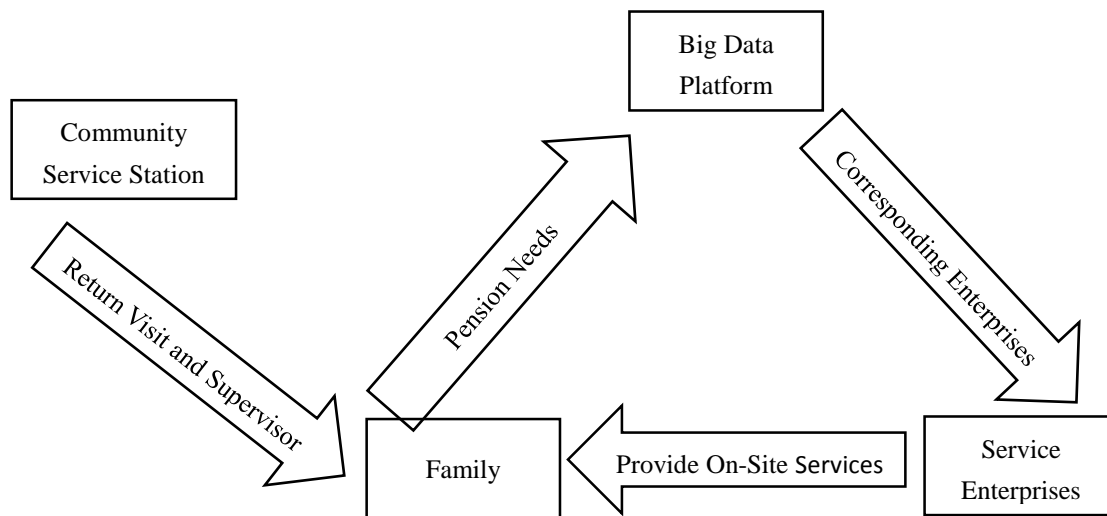 Big Data
Platform
Community
Service Station
Return Visit and Supervisor
Pension Needs
Corresponding Enterprises
Family
Provide On-Site Services
Service
Enterprises